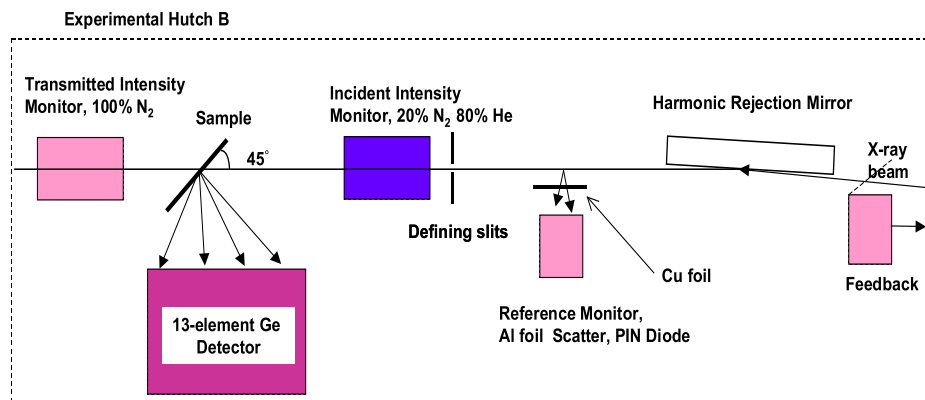 Experimental Hutch B
Transmitted Intensity
Monitor, 100% N₂
Sample
45°
Incident Intensity
Monitor, 20% N₂ 80% He
Harmonic Rejection Mirror
X-ray
beam
Defining slits
Cu foil
Feedback
Reference Monitor,
Al foil Scatter, PIN Diode
13-element Ge
Detector